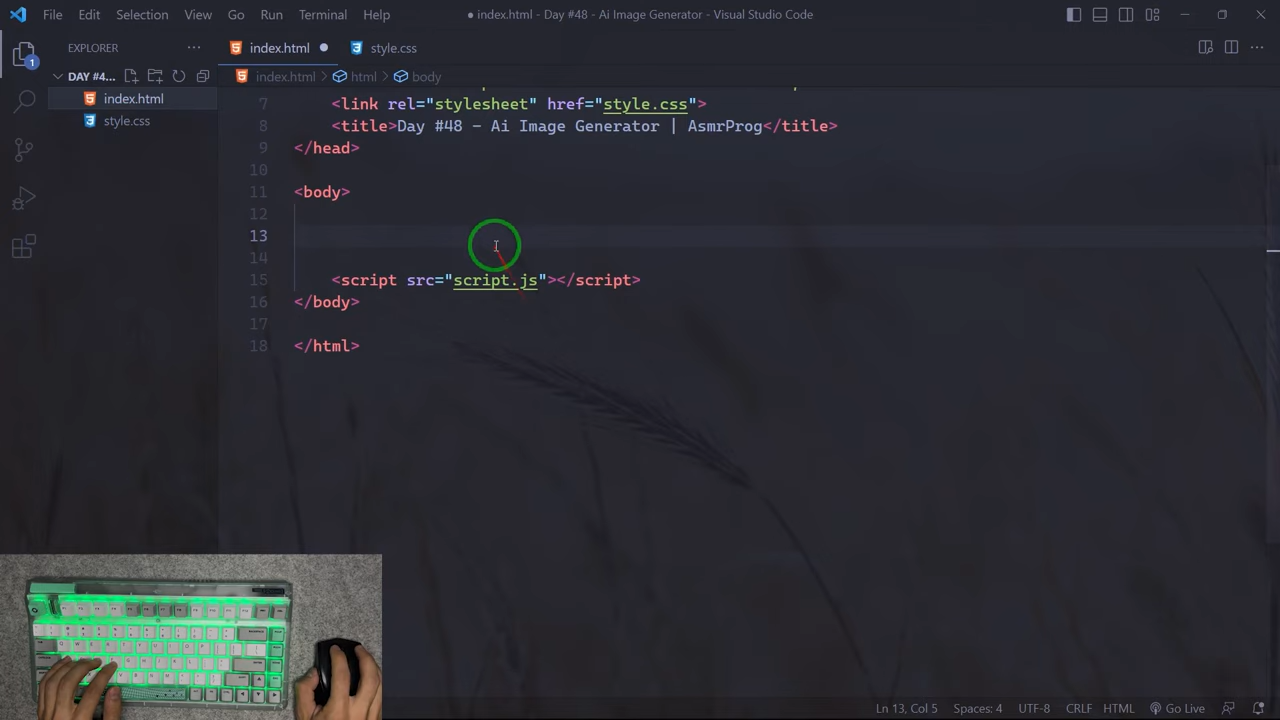 File Edit Selection View Go Run Terminal Help
● index.html - Day #48 - Ai Image Generator - Visual Studio Code
EXPLORER
index.html
style.css
DAY #4...
index.html > html > body
index.html
style.css
1
7 <link rel="stylesheet" href="style.css">
8 <title>Day #48 - Ai Image Generator | AsmrProg</title>
9 </head>
10
11 <body>
12
13
14
15 <script src="script.js"></script>
16 </body>
17
18 </html>
Ln 13, Col 5 Spaces: 4 UTF-8 CRLF HTML Go Live